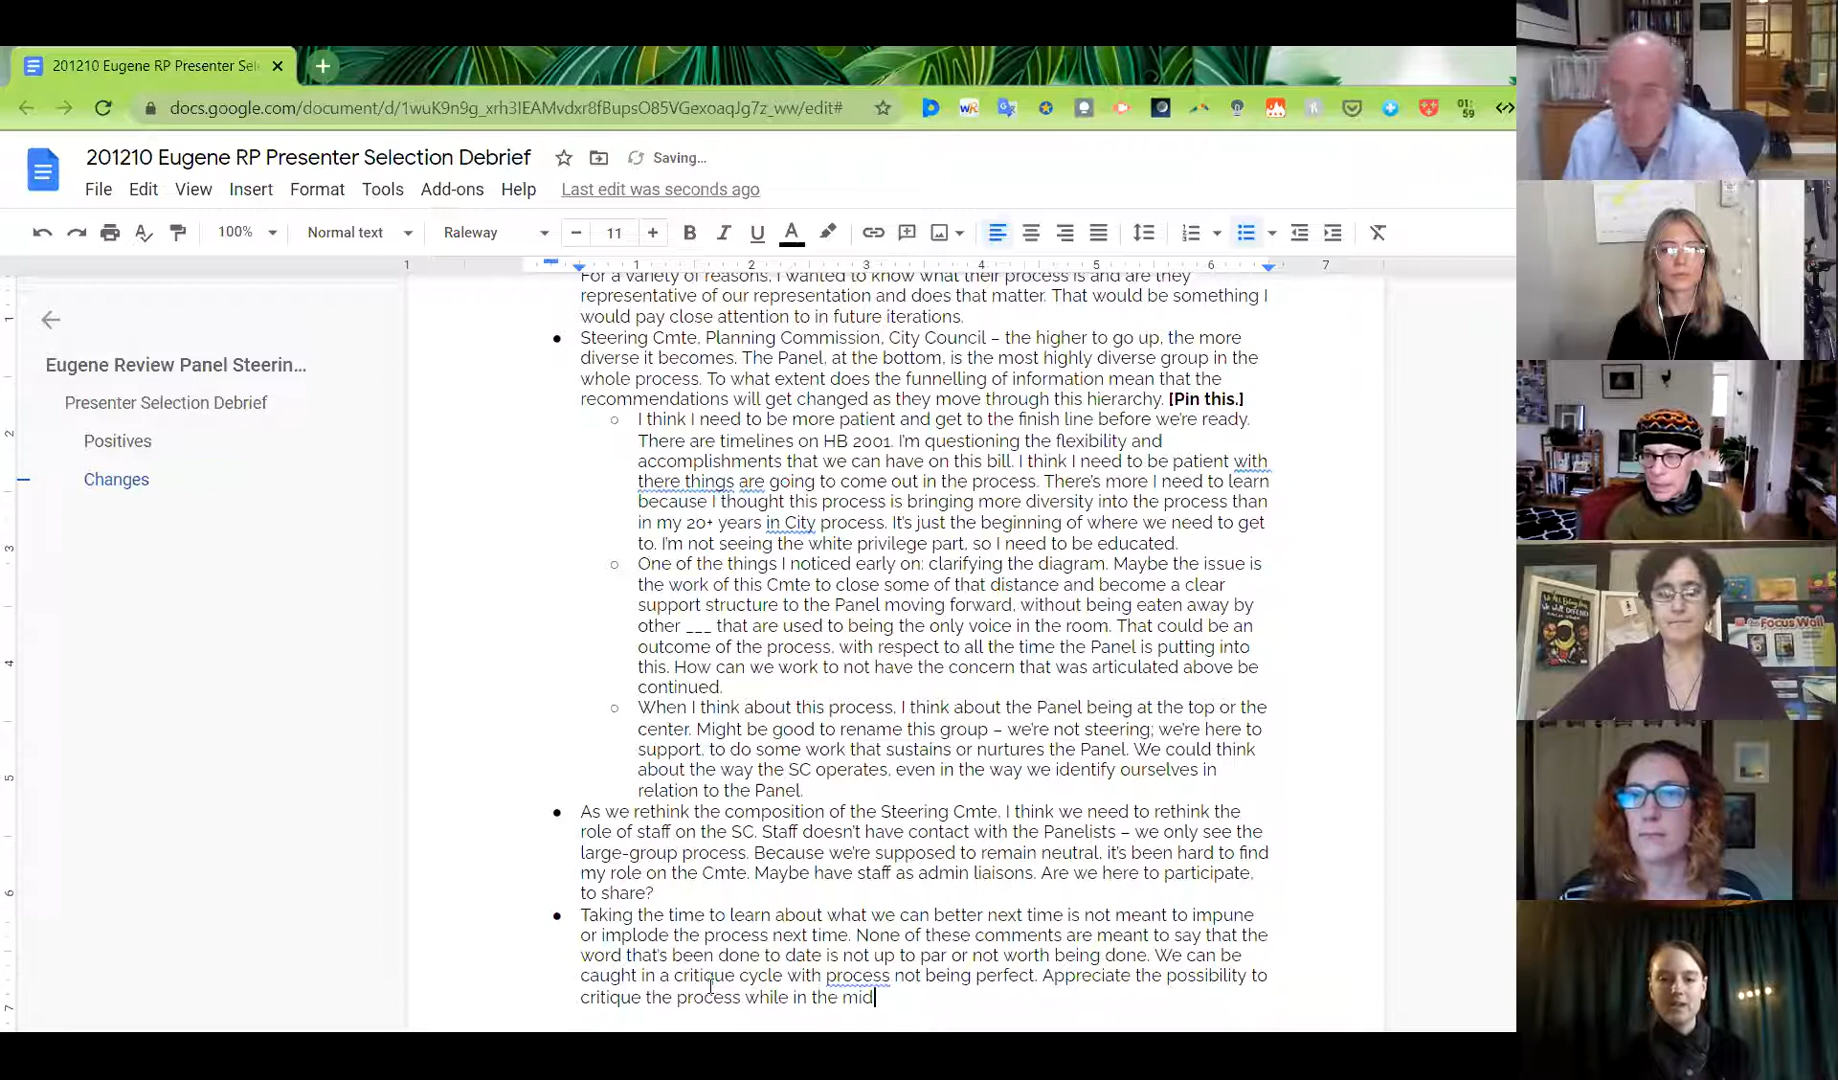 201210 Eugene RP Presenter Sel
docs.google.com/document/d/1wuK9n9g_xrh3IEAMvdxr8fBupsO85VGexoaqJg7z_ww/edit#
01:
59
201210 Eugene RP Presenter Selection Debrief
Saving...
File Edit View Insert Format Tools Add-ons Help Last edit was seconds ago
100% Normal text Raleway 11
1 1 2 3 4 5 6 7
Eugene Review Panel Steerin...
Presenter Selection Debrief
Positives
Changes
For a variety of reasons, I wanted to know what their process is and are they
representative of our representation and does that matter. That would be something I
would pay close attention to in future iterations.
● Steering Cmte, Planning Commission, City Council – the higher to go up, the more
diverse it becomes. The Panel, at the bottom, is the most highly diverse group in the
whole process. To what extent does the funnelling of information mean that the
recommendations will get changed as they move through this hierarchy. [Pin this.]
○ I think I need to be more patient and get to the finish line before we're ready.
There are timelines on HB 2001. I'm questioning the flexibility and
accomplishments that we can have on this bill. I think I need to be patient with
there things are going to come out in the process. There's more I need to learn
because I thought this process is bringing more diversity into the process than
in my 20+ years in City process. It's just the beginning of where we need to get
to. I'm not seeing the white privilege part, so I need to be educated.
○ One of the things I noticed early on: clarifying the diagram. Maybe the issue is
the work of this Cmte to close some of that distance and become a clear
support structure to the Panel moving forward, without being eaten away by
other ___ that are used to being the only voice in the room. That could be an
outcome of the process, with respect to all the time the Panel is putting into
this. How can we work to not have the concern that was articulated above be
continued.
○ When I think about this process, I think about the Panel being at the top or the
center. Might be good to rename this group – we're not steering; we're here to
support, to do some work that sustains or nurtures the Panel. We could think
about the way the SC operates, even in the way we identify ourselves in
relation to the Panel.
● As we rethink the composition of the Steering Cmte, I think we need to rethink the
role of staff on the SC. Staff doesn't have contact with the Panelists – we only see the
large-group process. Because we're supposed to remain neutral, it's been hard to find
my role on the Cmte. Maybe have staff as admin liaisons. Are we here to participate,
to share?
● Taking the time to learn about what we can better next time is not meant to impune
or implode the process next time. None of these comments are meant to say that the
word that's been done to date is not up to par or not worth being done. We can be
caught in a critique cycle with process not being perfect. Appreciate the possibility to
critique the process while in the mid
1
2
3
4
5
6
7
Focus Wall